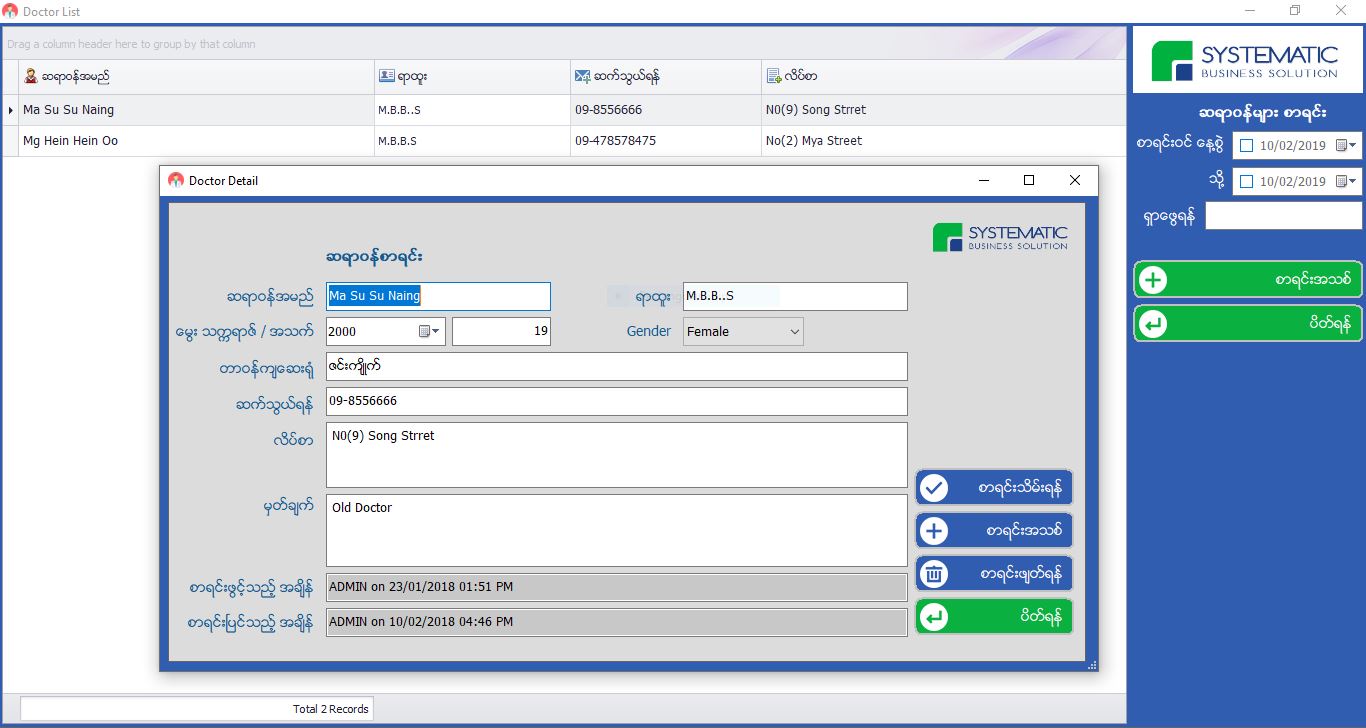 Doctor List
Drag a column header here to group by that column
ဆရာဝန်အမည် ရာထူး ဆက်သွယ်ရန် လိပ်စာ
Ma Su Su Naing M.B.B..S 09-8556666 N0(9) Song Strret
Mg Hein Hein Oo M.B.B.S 09-478578475 No(2) Mya Street
Total 2 Records
SYSTEMATIC
BUSINESS SOLUTION
ဆရာဝန်များ စာရင်း
စာရင်းဝင် နေ့စွဲ 10/02/2019
သို့ 10/02/2019
ရှာဖွေရန်
စာရင်းအသစ်
ပိတ်ရန်
Doctor Detail
SYSTEMATIC
BUSINESS SOLUTION
ဆရာဝန်စာရင်း
ဆရာဝန်အမည် Ma Su Su Naing ရာထူး M.B.B..S
မွေး သက္ကရာဇ် / အသက် 2000 19 Gender Female
တာဝန်ကျဆေးရုံ ဇင်းကျိုက်
ဆက်သွယ်ရန် 09-8556666
လိပ်စာ N0(9) Song Strret
မှတ်ချက် Old Doctor
စာရင်းဖွင့်သည့် အချိန် ADMIN on 23/01/2018 01:51 PM
စာရင်းပြင်သည့် အချိန် ADMIN on 10/02/2018 04:46 PM
စာရင်းသိမ်းရန်
စာရင်းအသစ်
စာရင်းဖျတ်ရန်
ပိတ်ရန်